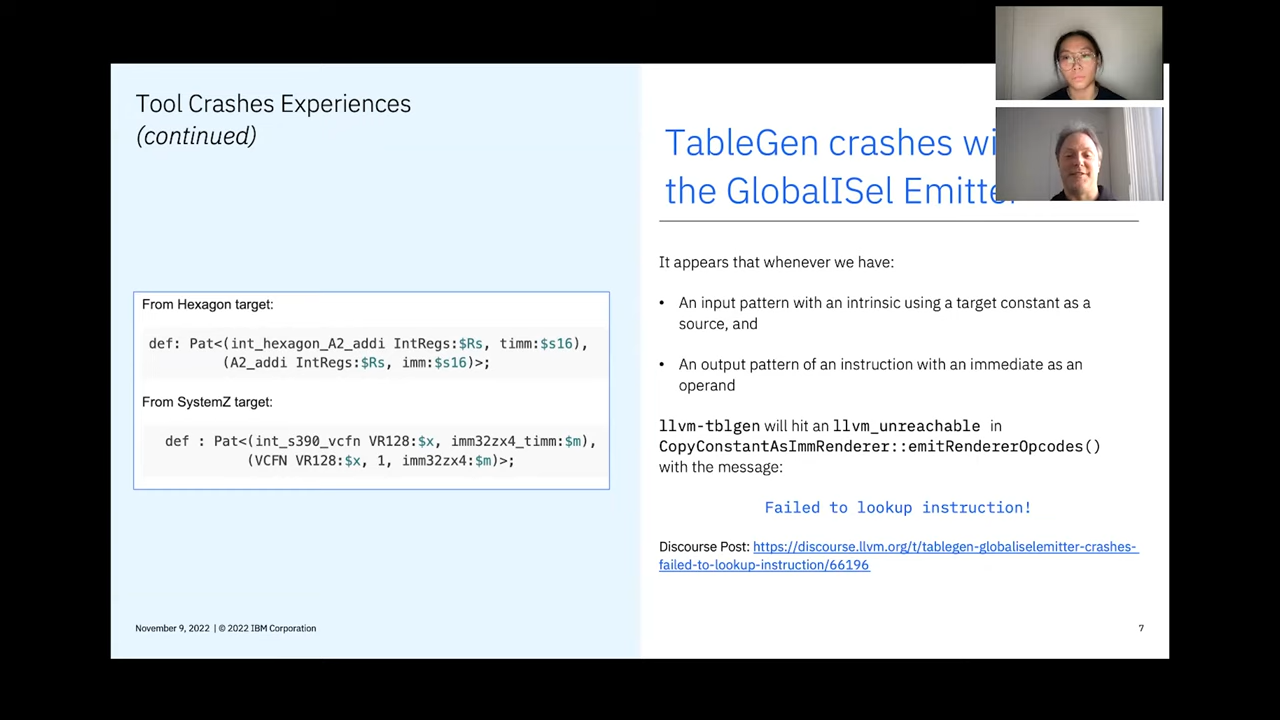 Tool Crashes Experiences
(continued)
From Hexagon target:
def: Pat<(int_hexagon_A2_addi IntRegs:$Rs, timm:$s16),
(A2_addi IntRegs:$Rs, imm:$s16)>;
From SystemZ target:
def : Pat<(int_s390_vcfn VR128:$x, imm32zx4_timm:$m),
(VCFN VR128:$x, 1, imm32zx4:$m)>;
November 9, 2022 | © 2022 IBM Corporation
TableGen crashes wi
the GlobalISel Emitter
It appears that whenever we have:
• An input pattern with an intrinsic using a target constant as a
source, and
• An output pattern of an instruction with an immediate as an
operand
llvm-tblgen will hit an llvm_unreachable in
CopyConstantAsImmRenderer::emitRendererOpcodes()
with the message:
Failed to lookup instruction!
Discourse Post: https://discourse.llvm.org/t/tablegen-globaliselemitter-crashes-
failed-to-lookup-instruction/66196
7